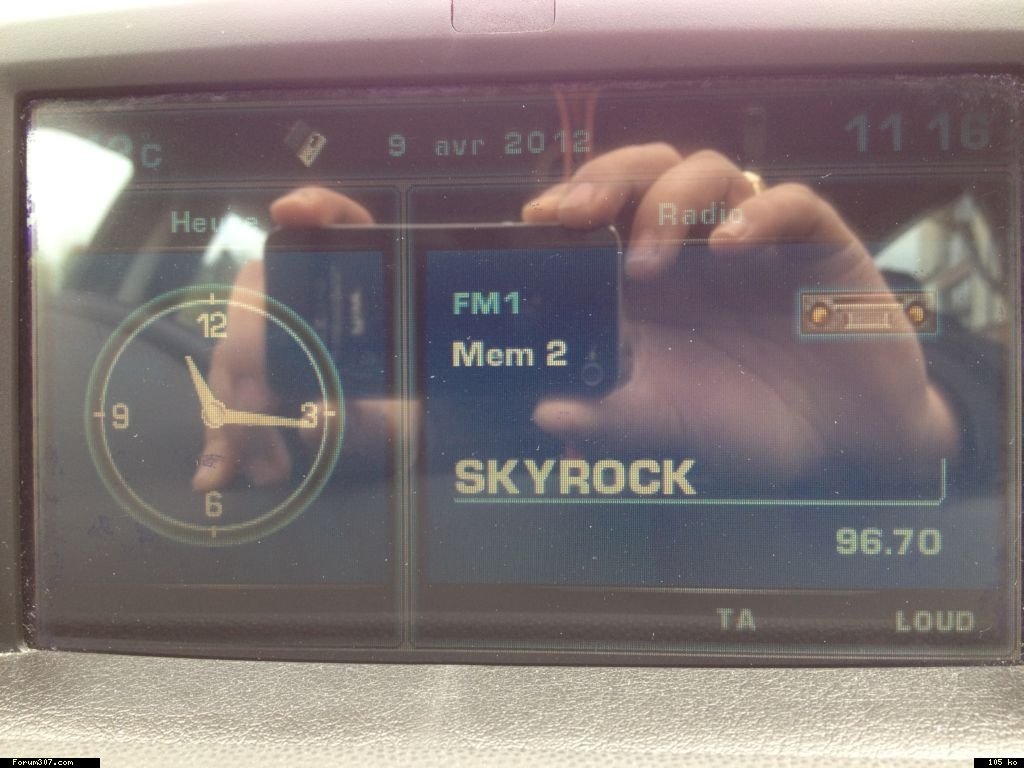 °C 9 avr 2012 11 16
Heure Radio
12
9 3
6
FM1
Mem 2
SKYROCK
96.70
TA LOUD
Forum307.com 105 ko